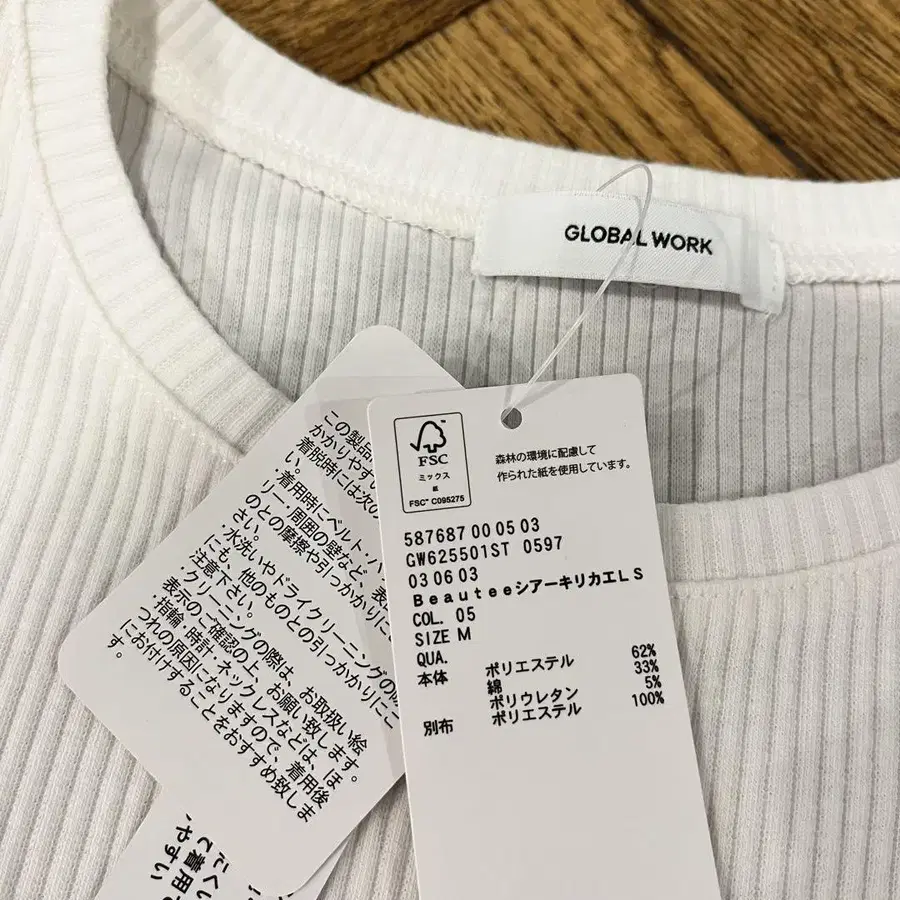 GLOBAL WORK
FSC
ミックス
紙
FSC™ C095275
森林の環境に配慮して
作られた紙を使用しています。
587687 00 05 03
GW625501ST 0597
03 06 03
BeauteeシアーキリカエLS
COL. 05
SIZE M
QUA.
本体 ポリエステル 62%
綿 33%
ポリウレタン 5%
別布 ポリエステル 100%
この製品
かかりやす
着脱時には次の
い。
・着用時にベルト・バ
リー・周囲の壁など、表
のとの摩擦や引っかかりに
さい。
・水洗いやドライクリーニングの際
にも、他のものとの引っかかりにご
注意下さい。
クリーニングの際は、お取扱い絵
表示のご確認の上、お願い致します。
・指輪・時計・ネックレスなどは、ほ
つれの原因になりますので、着用後
にお付けすることをおすすめ致しま
す。